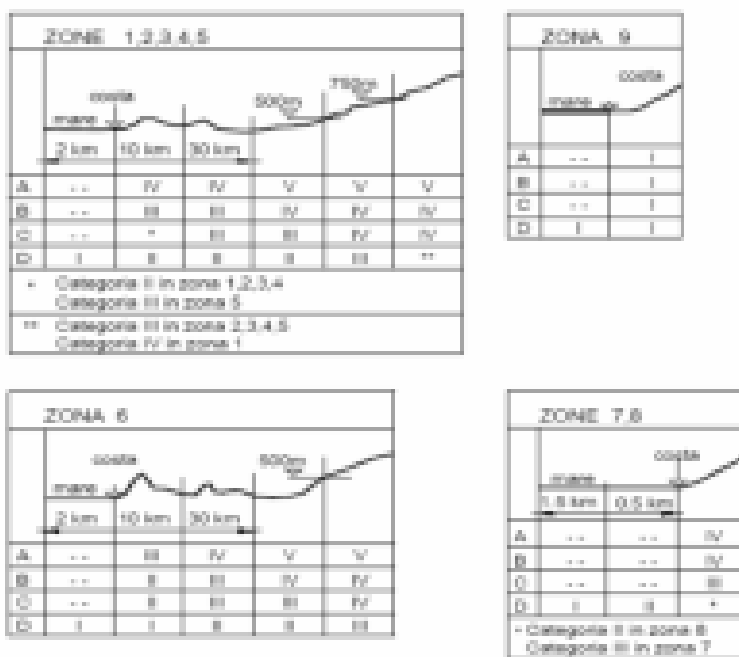 ZONE 1,2,3,4,5
costa
500m
750m
mare
2 km 10 km 30 km
A -- IV IV V V V
B -- III III IV IV IV
C -- * III III IV IV
D I II II II III **
* Categoria II in zona 1,2,3,4
Categoria III in zona 5
** Categoria III in zona 2,3,4,5
Categoria IV in zona 1
ZONA 9
costa
mare
A -- I
B -- I
C -- I
D I I
ZONA 6
costa
500m
mare
2 km 10 km 30 km
A -- III IV V V
B -- II III IV IV
C -- II III III IV
D I I II II III
ZONE 7,8
costa
mare
1.5 km 0.5 km
A -- -- IV
B -- -- IV
C -- -- III
D I II *
* Categoria II in zona 8
Categoria III in zona 7